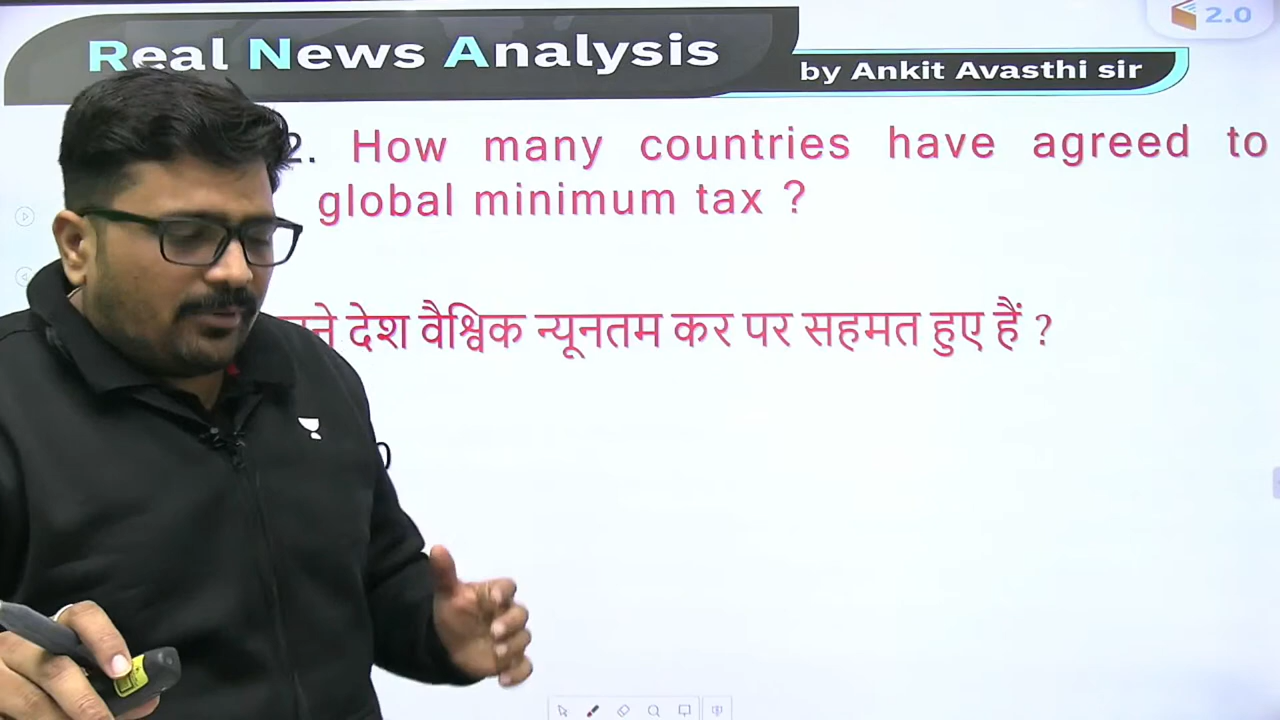 2.0
Real News Analysis
by Ankit Avasthi sir
2. How many countries have agreed to
global minimum tax ?
देश वैश्विक न्यूनतम कर पर सहमत हुए हैं ?